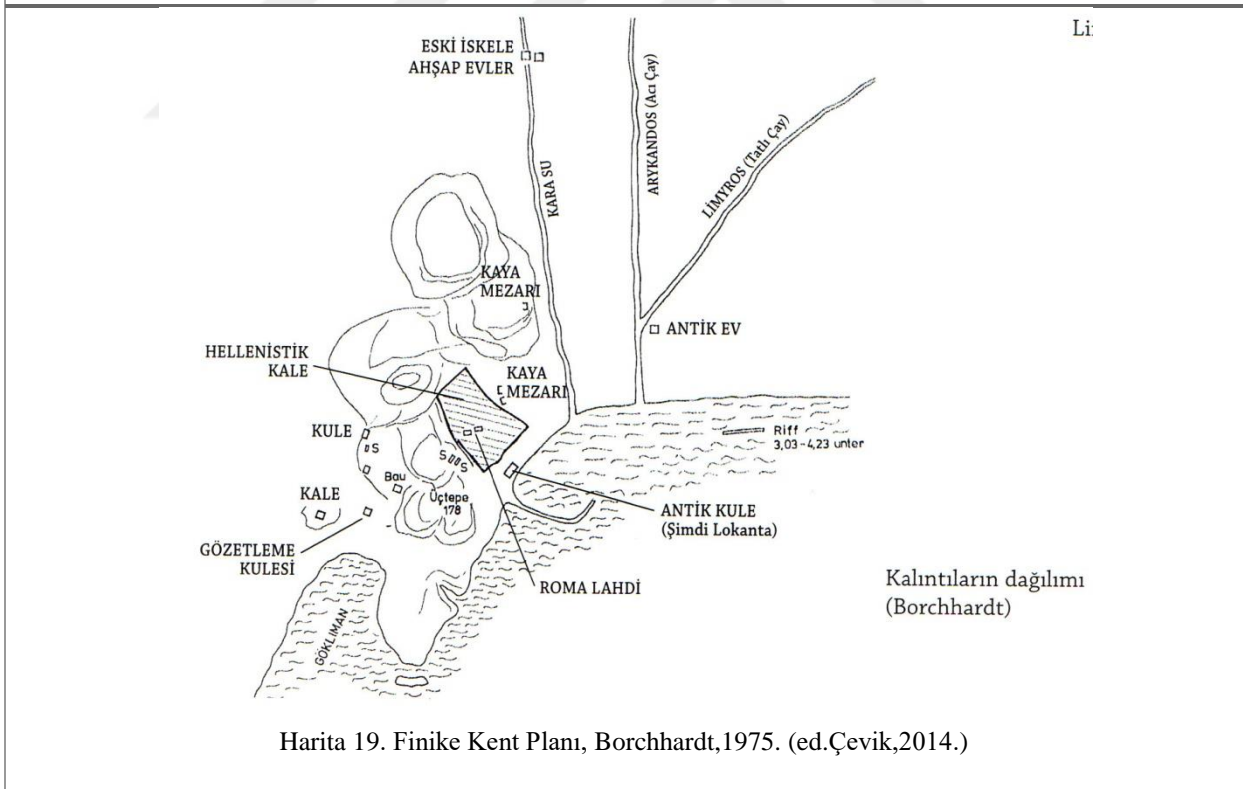 Li
ESKİ İSKELE
AHŞAP EVLER
KARA SU
ARYKANDOS (Acı Çay)
LİMYROS (Tatlı Çay)
KAYA
MEZARI
ANTİK EV
HELLENİSTİK
KALE
KAYA
MEZARI
Riff
3,03-4,23 unter
KULE
S
S S
Bau
Üçtepe
178
KALE
ANTİK KULE
(Şimdi Lokanta)
GÖZETLEME
KULESİ
ROMA LAHDİ
GÖKLİMAN
Kalıntıların dağılımı
(Borchhardt)
Harita 19. Finike Kent Planı, Borchhardt,1975. (ed.Çevik,2014.)